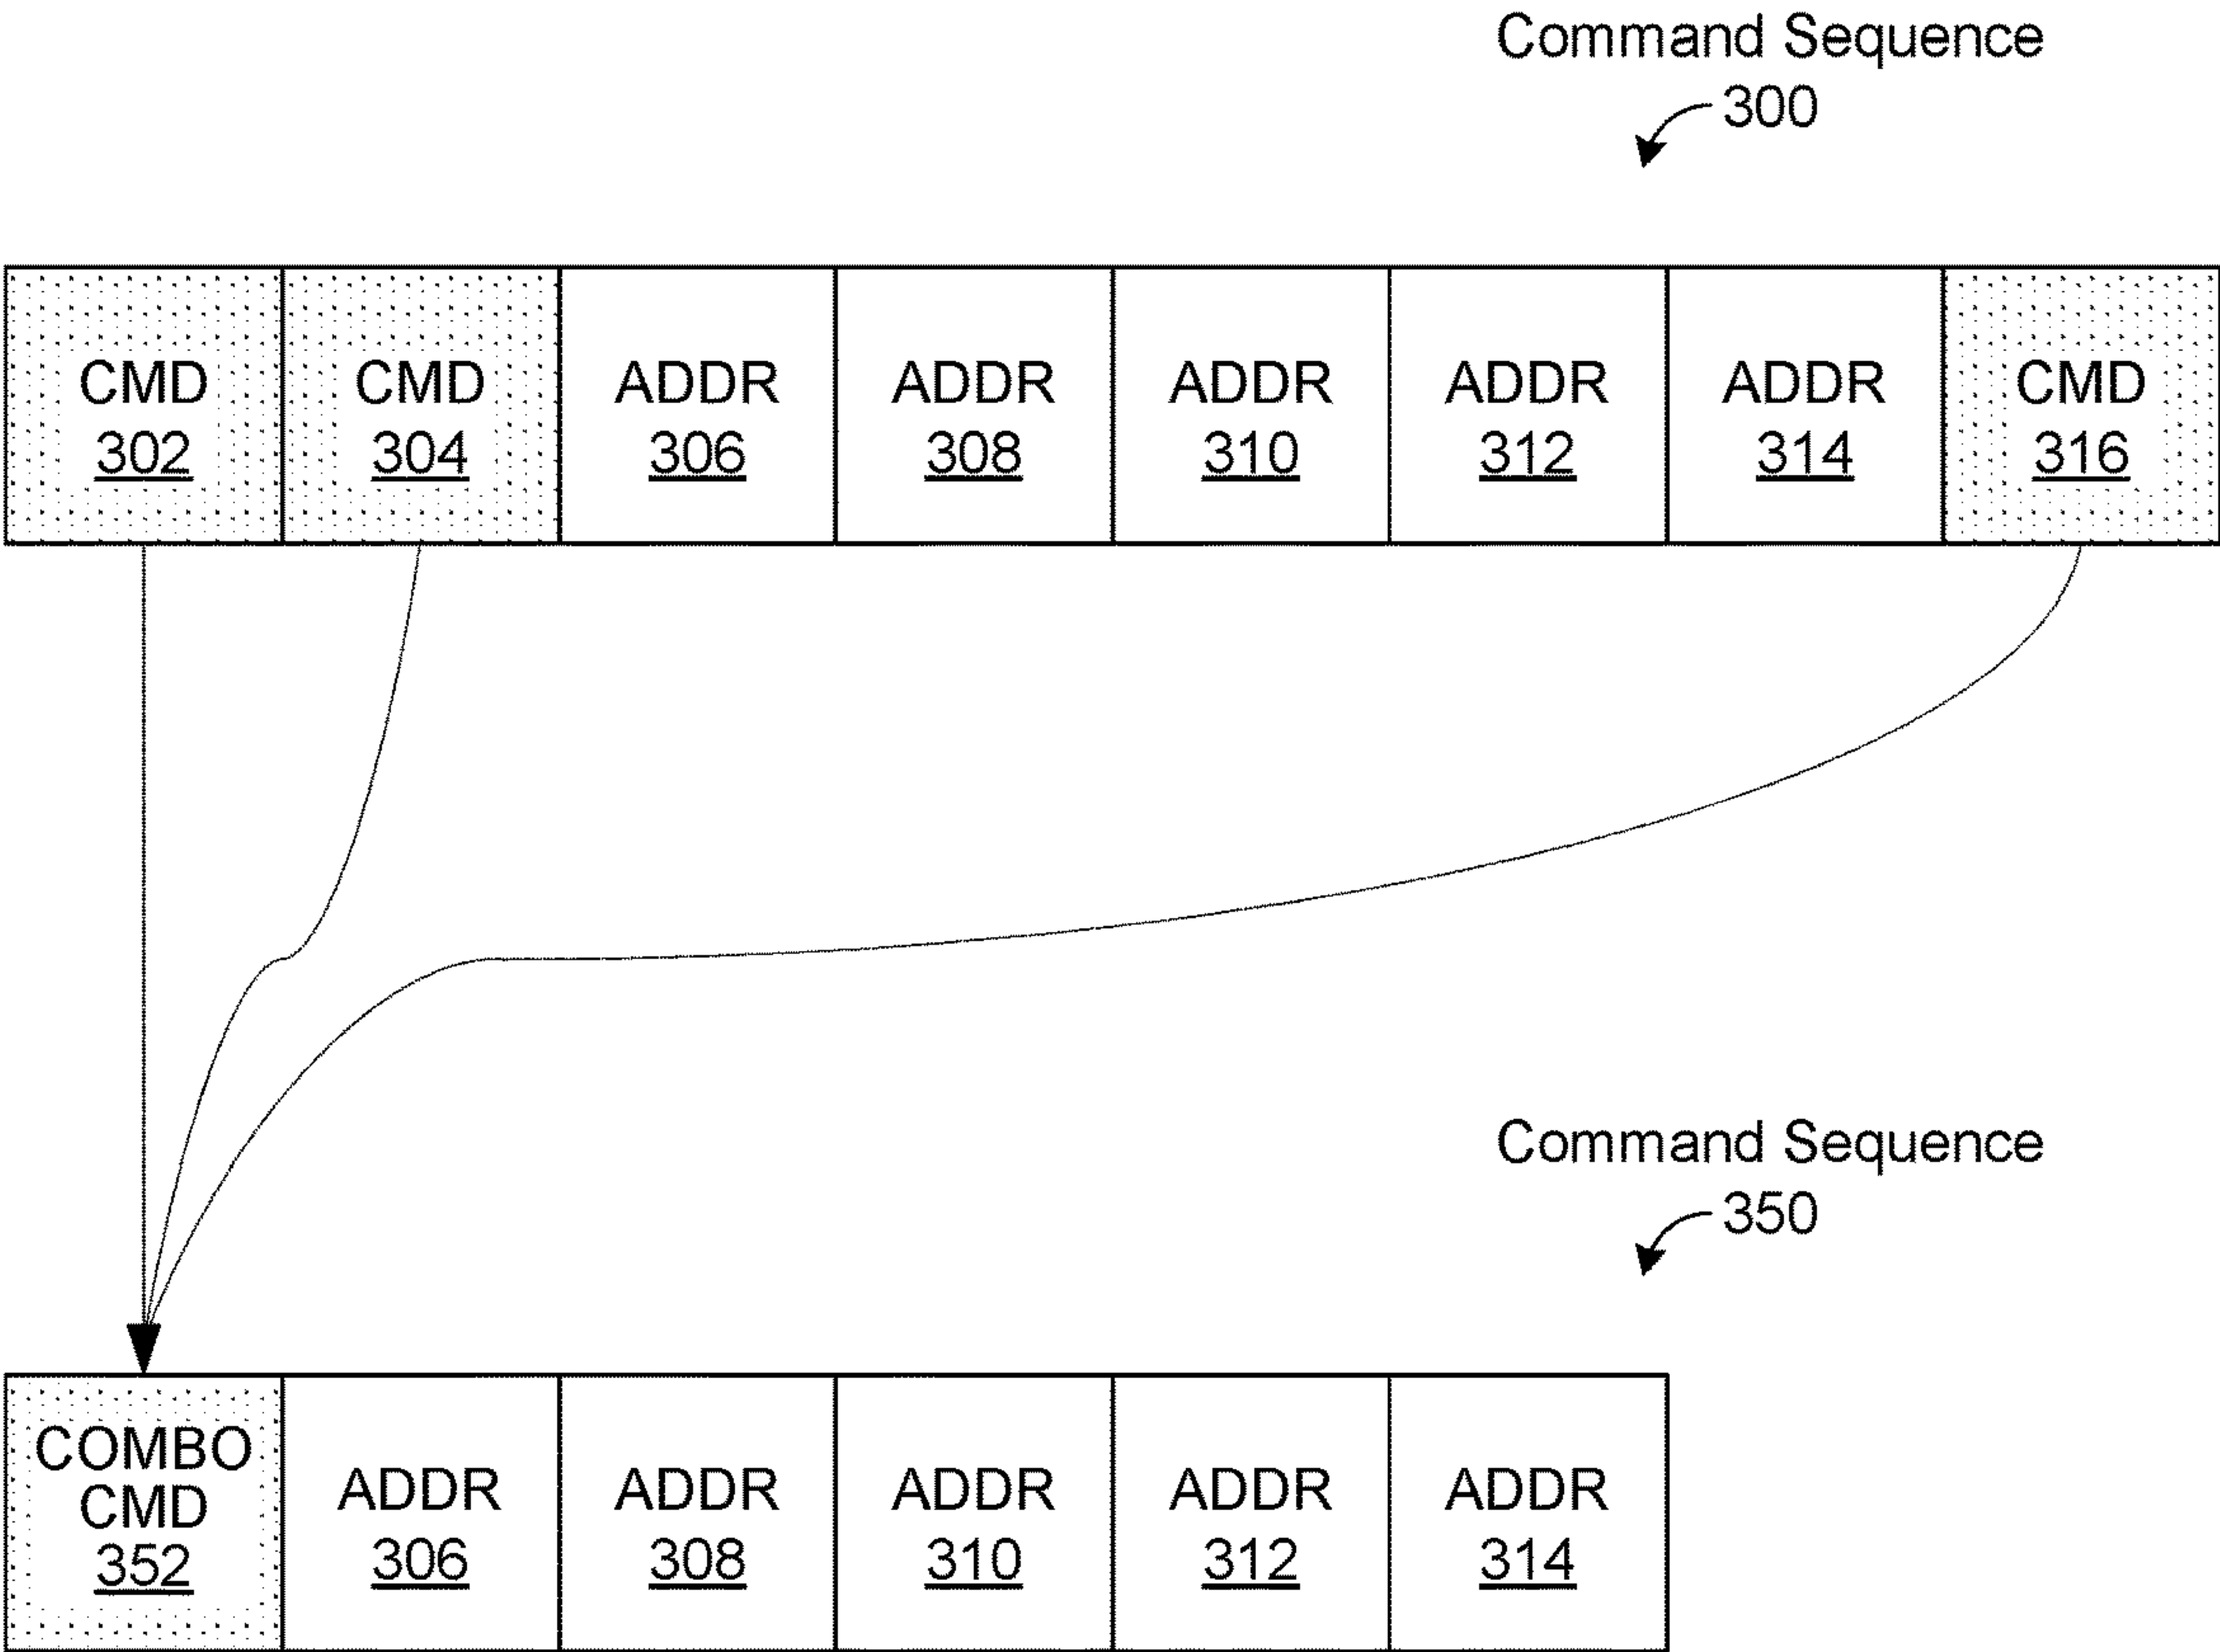 Command Sequence
300
CMD
302
CMD
304
ADDR
306
ADDR
308
ADDR
310
ADDR
312
ADDR
314
CMD
316
Command Sequence
350
COMBO
CMD
352
ADDR
306
ADDR
308
ADDR
310
ADDR
312
ADDR
314